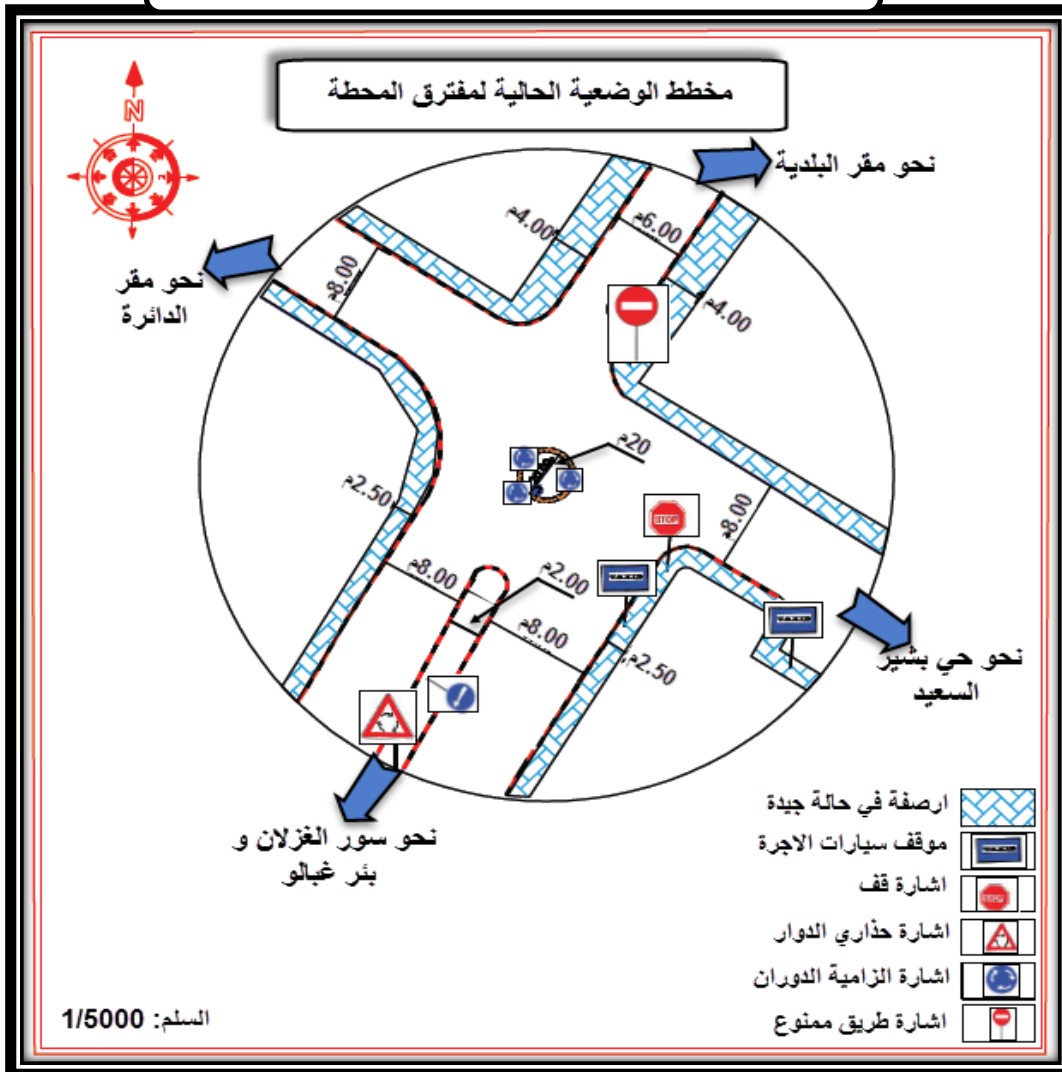 مخطط الوضعية الحالية لمفترق المحطة
N
نحو مقر البلدية
4.00م
6.00م
نحو مقر
الدائرة
8.00م
4.00م
20م
2.50م
STOP
8.00م
8.00م
2.00م
8.00م
2.50م
نحو حي بشير
السعيد
نحو سور الغزلان و
بئر غبالو
ارصفة في حالة جيدة
موقف سيارات الاجرة
اشارة قف
اشارة حذاري الدوار
اشارة الزامية الدوران
اشارة طريق ممنوع
السلم: 1/5000